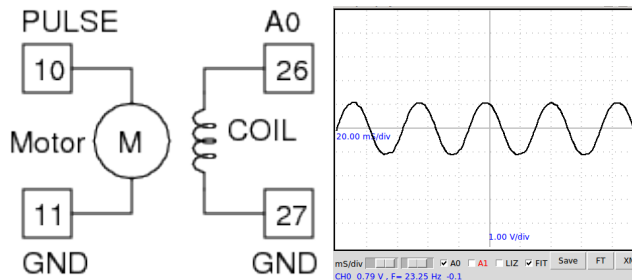 PULSE
A0
10
26
Motor
M
COIL
11
27
GND
GND
20.00 mS/div
1.00 V/div
mS/div
A0
A1
LIZ
FIT
Save
FT
CH0 0.79 V , F= 23.25 Hz -0.1